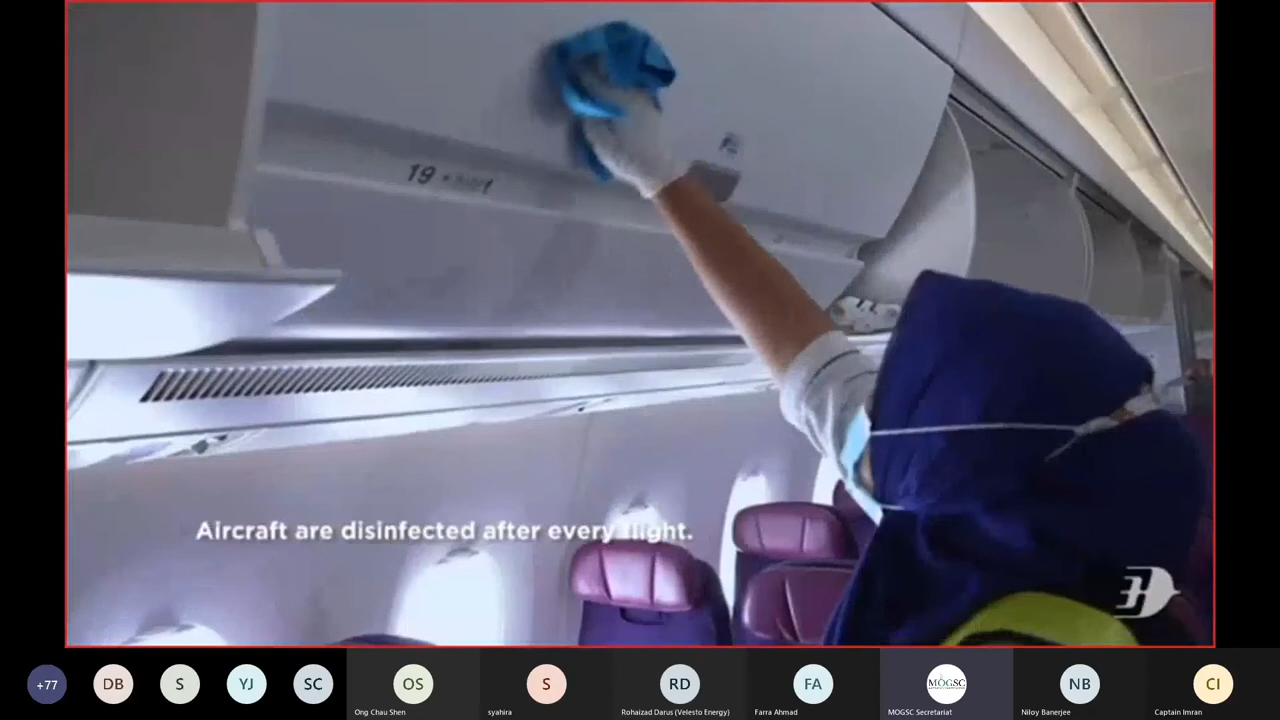 19
Aircraft are disinfected after every flight.
+77
DB
S
YJ
SC
OS
S
RD
FA
MOGSC
NB
CI
Ong Chau Shen
syahira
Rohaizad Darus (Velesto Energy)
Farra Ahmad
MOGSC Secretariat
Niloy Banerjee
Captain Imran